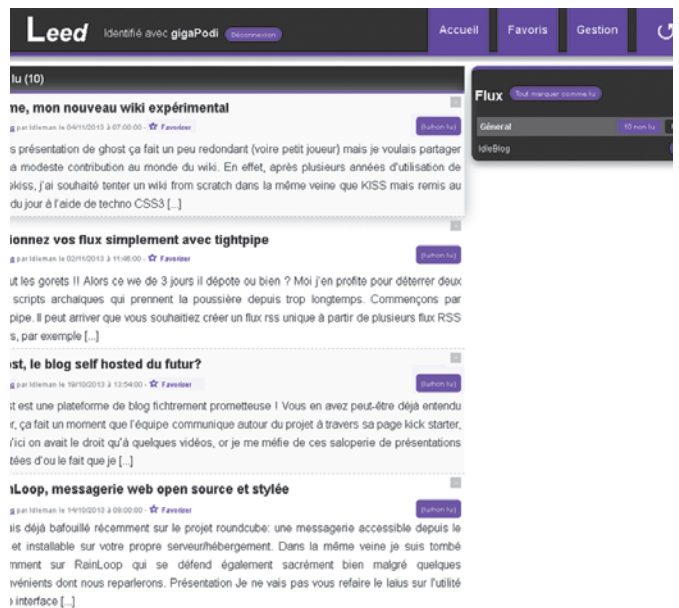 Leed Identifié avec gigaPodi Déconnexion
Accueil Favoris Gestion
lu (10)
me, mon nouveau wiki expérimental
par Idleman le 04/11/2013 à 07:00:00 - Favoriser
(lu/non lu)
s présentation de ghost ça fait un peu redondant (voire petit joueur) mais je voulais partager
a modeste contribution au monde du wiki. En effet, après plusieurs années d'utilisation de
ekiss, j'ai souhaité tenter un wiki from scratch dans la même veine que KISS mais remis au
du jour à l'aide de techno CSS3 [...]
ionnez vos flux simplement avec tightpipe
par Idleman le 02/11/2013 à 11:46:00 - Favoriser
(lu/non lu)
ut les gorets !! Alors ce we de 3 jours il dépote ou bien ? Moi j'en profite pour déterrer deux
scripts archaïques qui prennent la poussière depuis trop longtemps. Commençons par
pipe. Il peut arriver que vous souhaitiez créer un flux rss unique à partir de plusieurs flux RSS
s, par exemple [...]
ost, le blog self hosted du futur?
par Idleman le 19/10/2013 à 13:54:00 - Favoriser
(lu/non lu)
st est une plateforme de blog fichtrement prometteuse ! Vous en avez peut-être déjà entendu
r, ça fait un moment que l'équipe communique autour du projet à travers sa page kick starter,
u'ici on avait le droit qu'à quelques vidéos, or je me méfie de ces saloperie de présentations
tées d'ou le fait que je [...]
nLoop, messagerie web open source et stylée
par Idleman le 14/10/2013 à 09:00:00 - Favoriser
(lu/non lu)
ais déjà bafouillé récemment sur le projet roundcube: une messagerie accessible depuis le
et installable sur votre propre serveur/hébergement. Dans la même veine je suis tombé
mment sur RainLoop qui se défend également sacrément bien malgré quelques
nvénients dont nous reparlerons. Présentation Je ne vais pas vous refaire le laius sur l'utilité
e interface [...]
Flux Tout marquer comme lu
Géneral 10 non lu
IdleBlog